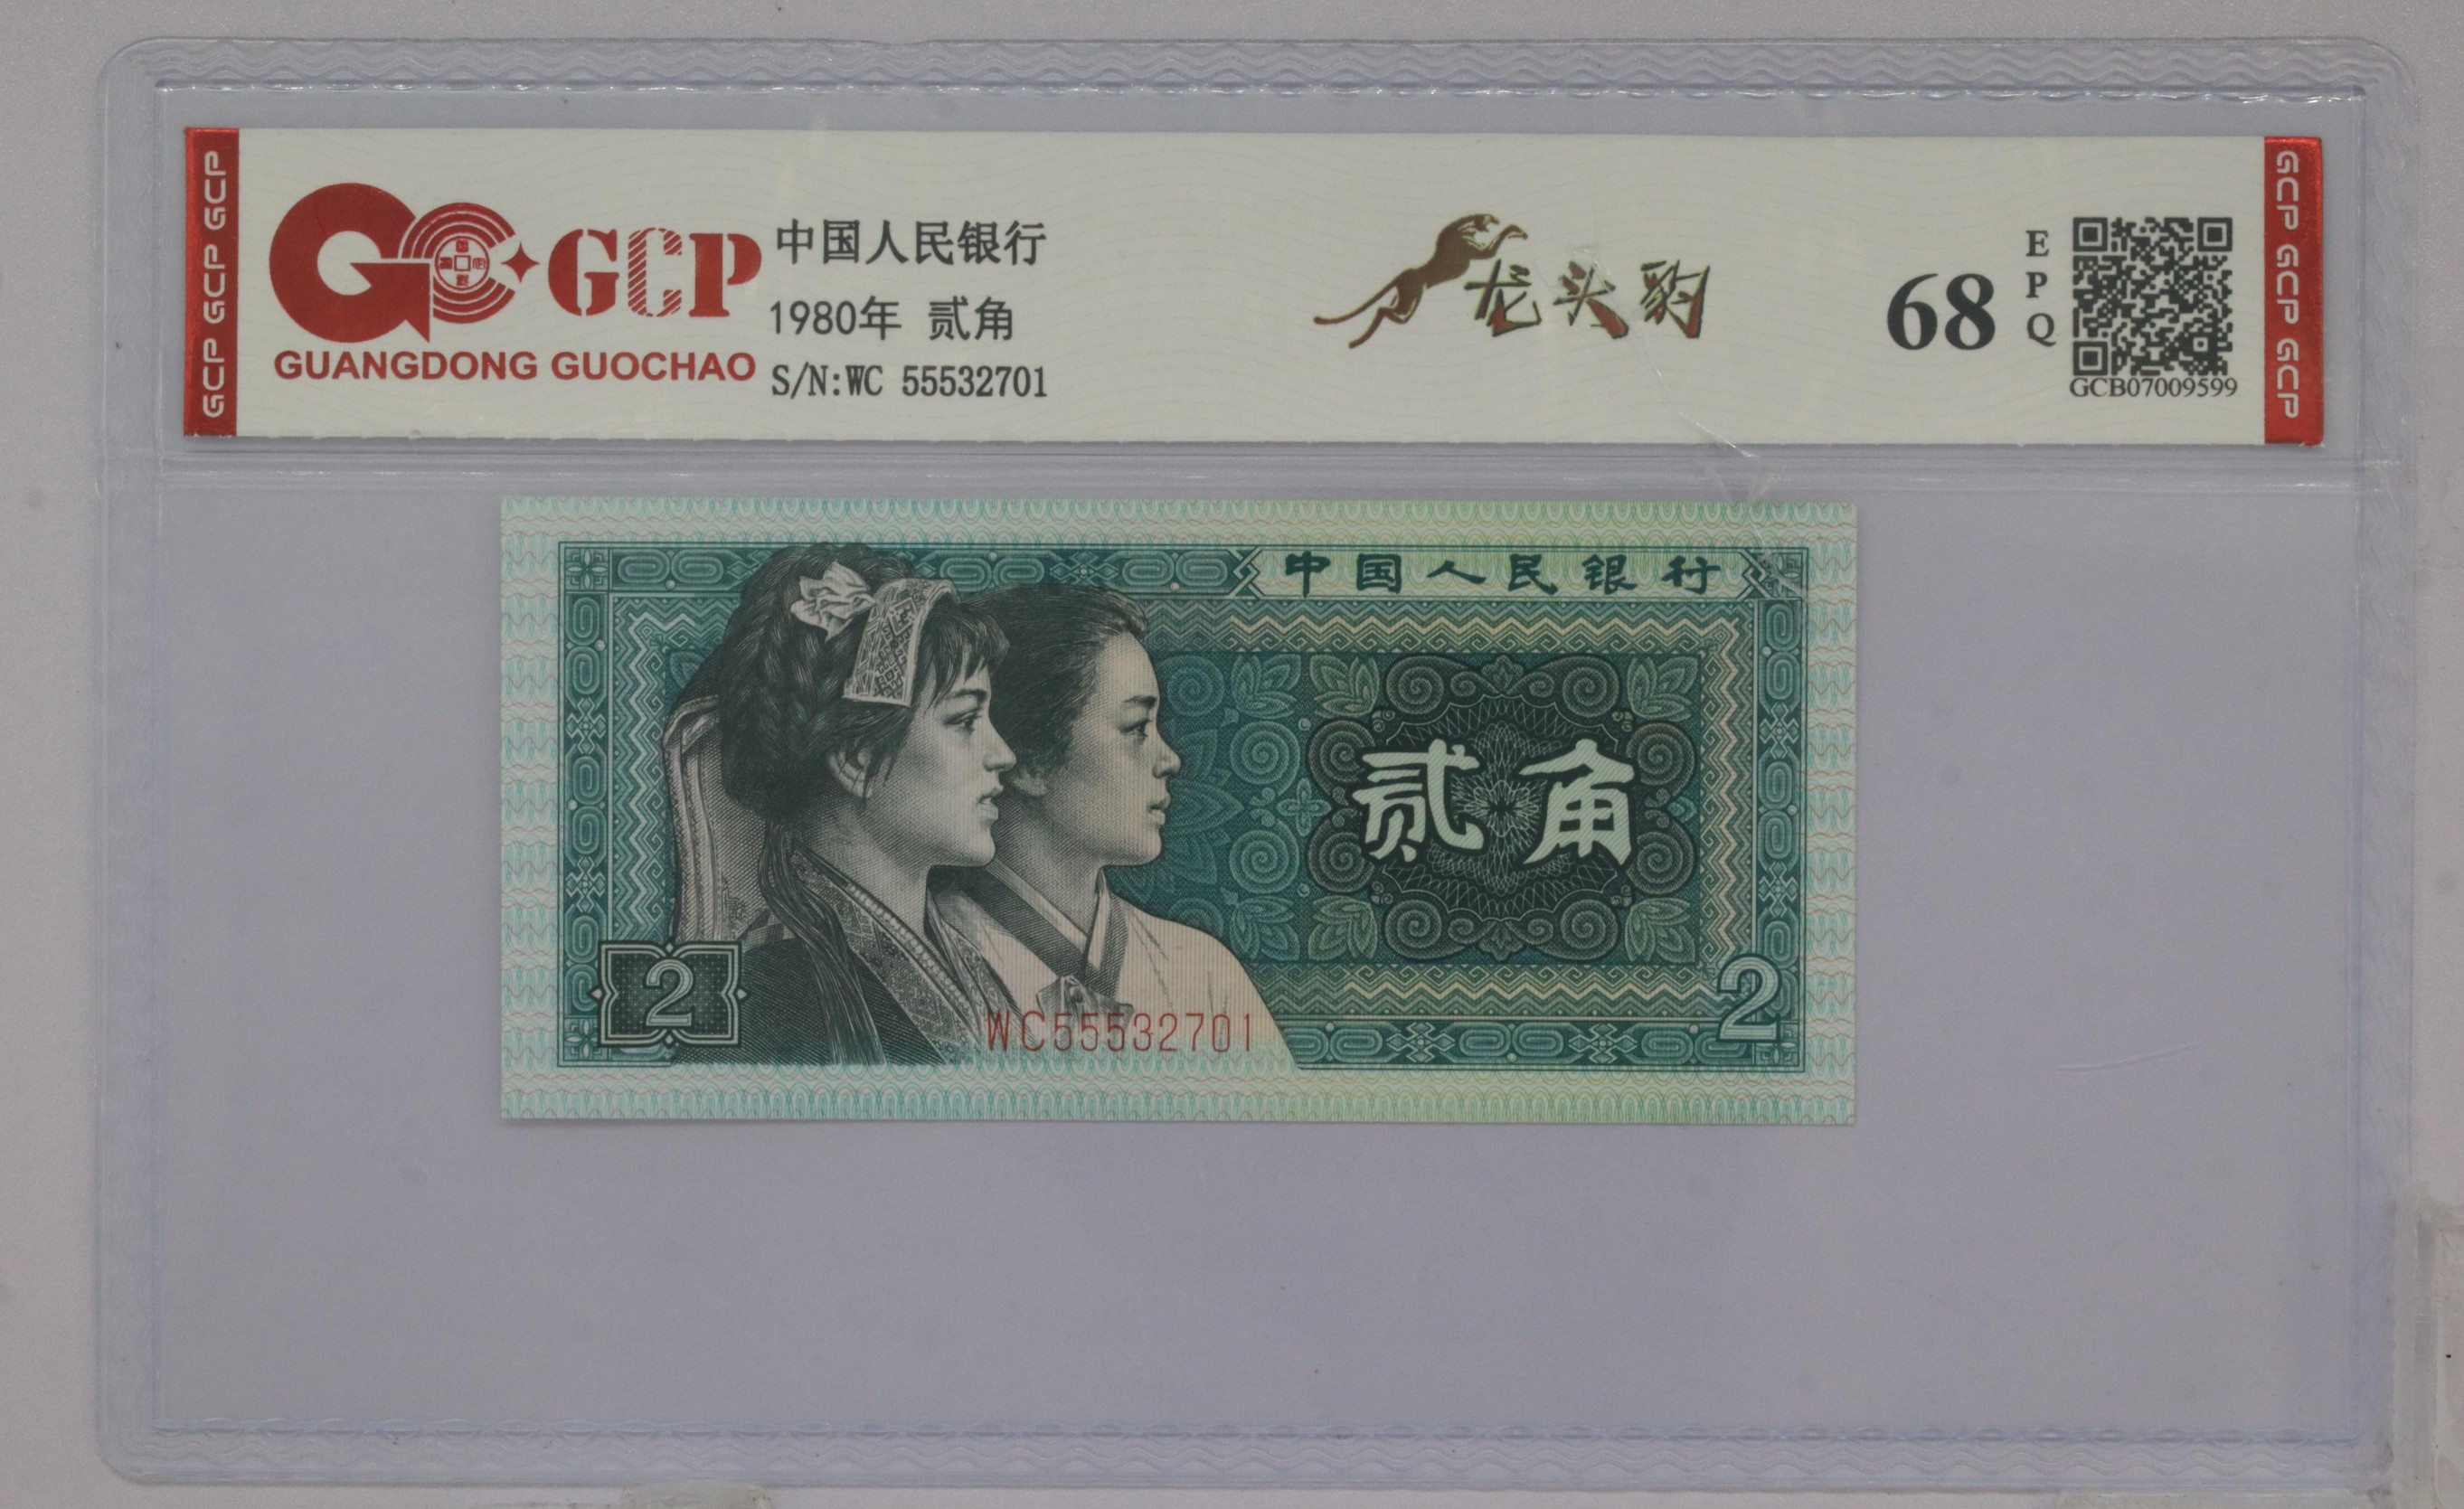 GCP GCP GCP
GCP
GUANGDONG GUOCHAO
中国人民银行
1980年 贰角
S/N:WC 55532701
龙头豹
68
EPQ
GCB07009599
GCP GCP GCP
中国人民银行
贰角
2
2
WC55532701